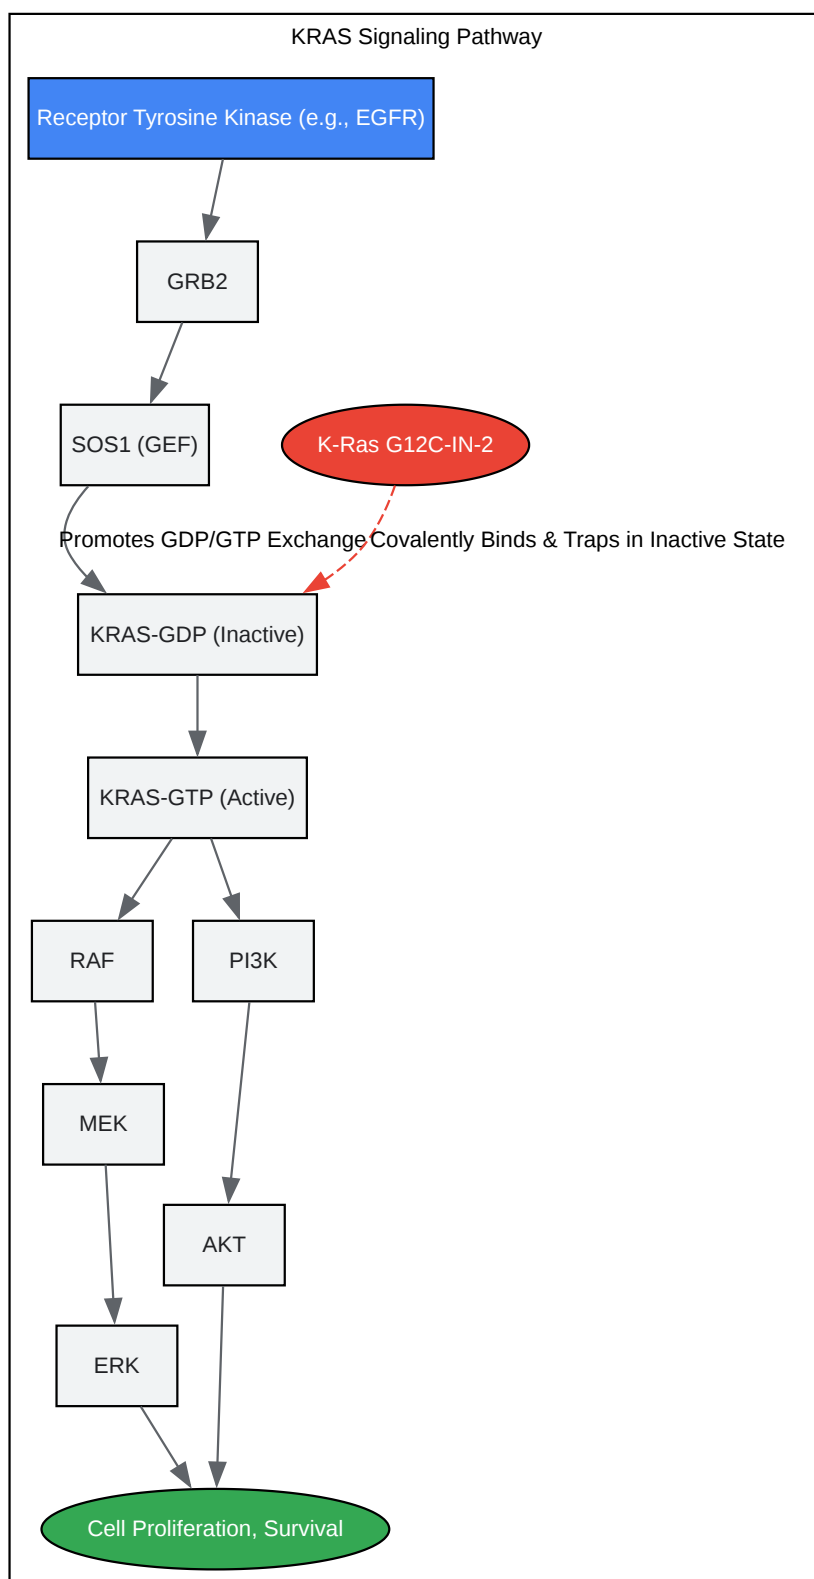 KRAS Signaling Pathway
Receptor Tyrosine Kinase (e.g., EGFR)
GRB2
SOS1 (GEF)
K-Ras G12C-IN-2
Promotes GDP/GTP Exchange
Covalently Binds & Traps in Inactive State
KRAS-GDP (Inactive)
KRAS-GTP (Active)
RAF
PI3K
MEK
AKT
ERK
Cell Proliferation, Survival